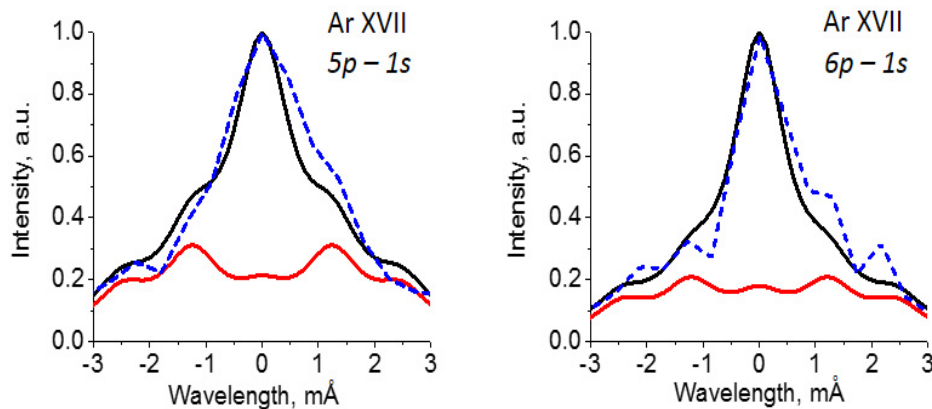 Ar XVII
5p – 1s
Intensity, a.u.
1.0
0.8
0.6
0.4
0.2
0.0
-3 -2 -1 0 1 2 3
Wavelength, mÅ
Ar XVII
6p – 1s
Intensity, a.u.
1.0
0.8
0.6
0.4
0.2
0.0
-3 -2 -1 0 1 2 3
Wavelength, mÅ